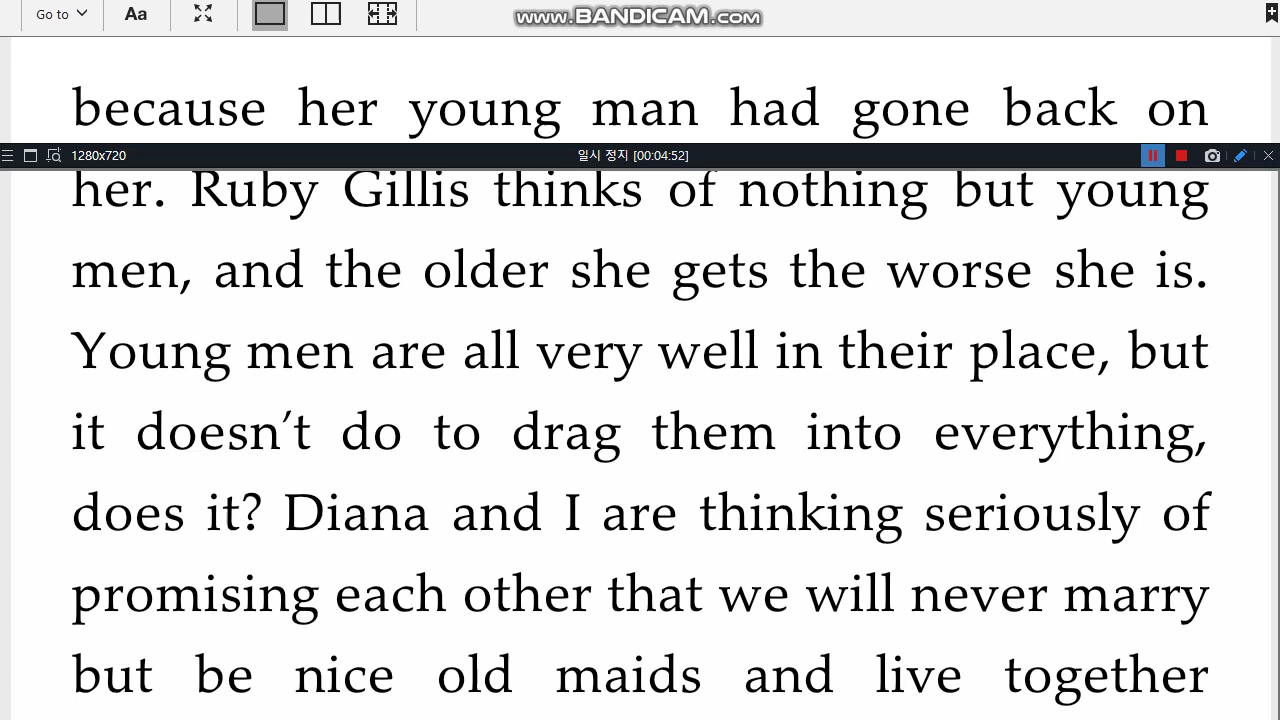 Go to
Aa
www.BANDICAM.com
because her young man had gone back on
1280x720
일시 정지 [00:04:52]
her. Ruby Gillis thinks of nothing but young
men, and the older she gets the worse she is.
Young men are all very well in their place, but
it doesn’t do to drag them into everything,
does it? Diana and I are thinking seriously of
promising each other that we will never marry
but be nice old maids and live together